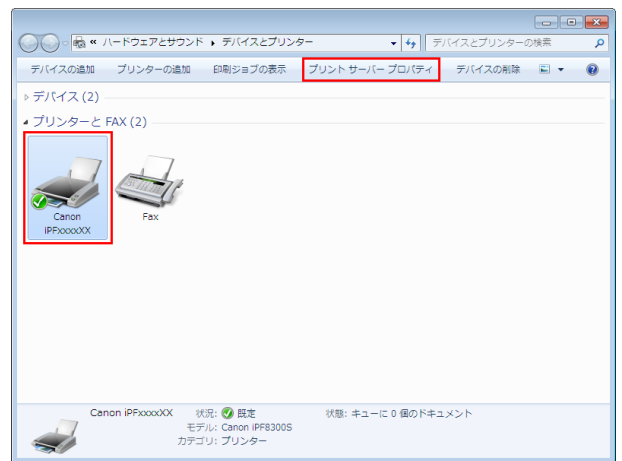 « ハードウェアとサウンド ▸ デバイスとプリンター デバイスとプリンターの検索
デバイスの追加 プリンターの追加 印刷ジョブの表示 プリント サーバー プロパティ デバイスの削除
デバイス (2)
プリンターと FAX (2)
Canon
iPFxxxxXX
Fax
Canon iPFxxxxXX 状況: 既定 状態: キューに 0 個のドキュメント
モデル: Canon iPF8300S
カテゴリ: プリンター